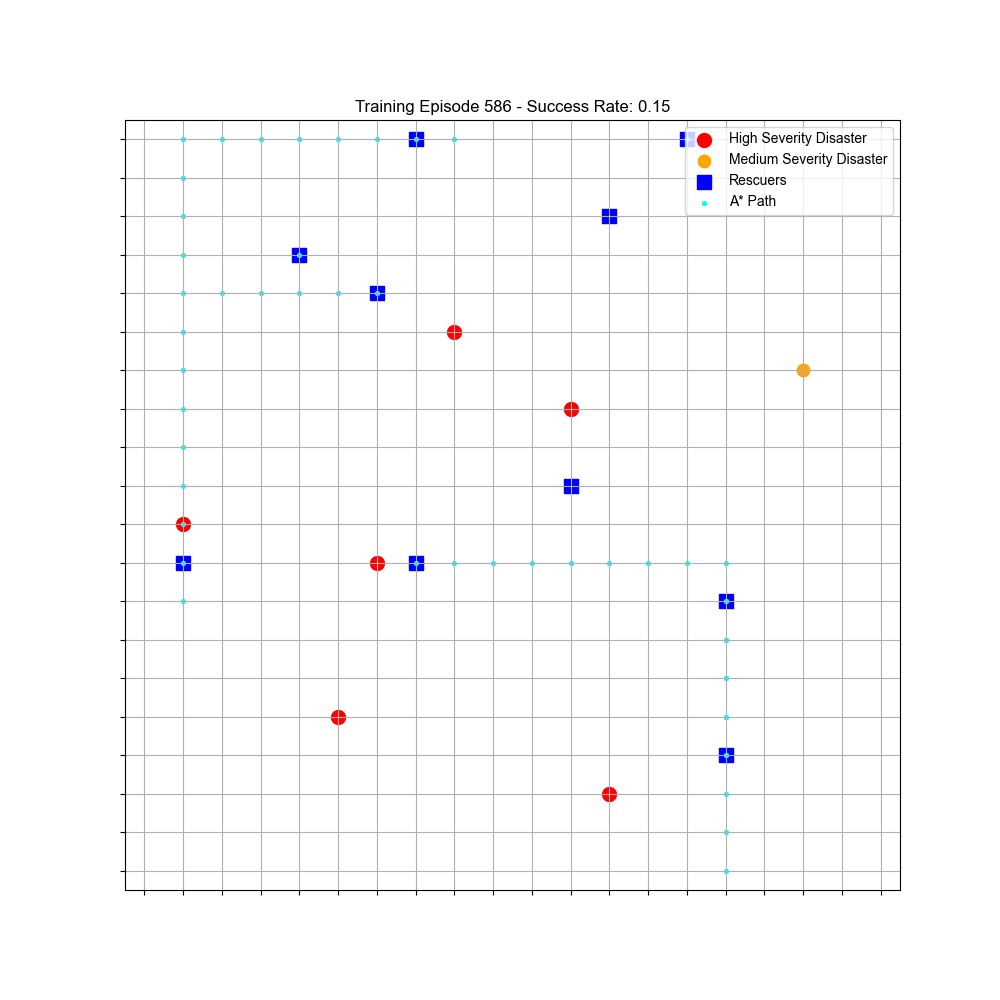 Training Episode 586 - Success Rate: 0.15
High Severity Disaster
Medium Severity Disaster
Rescuers
A* Path